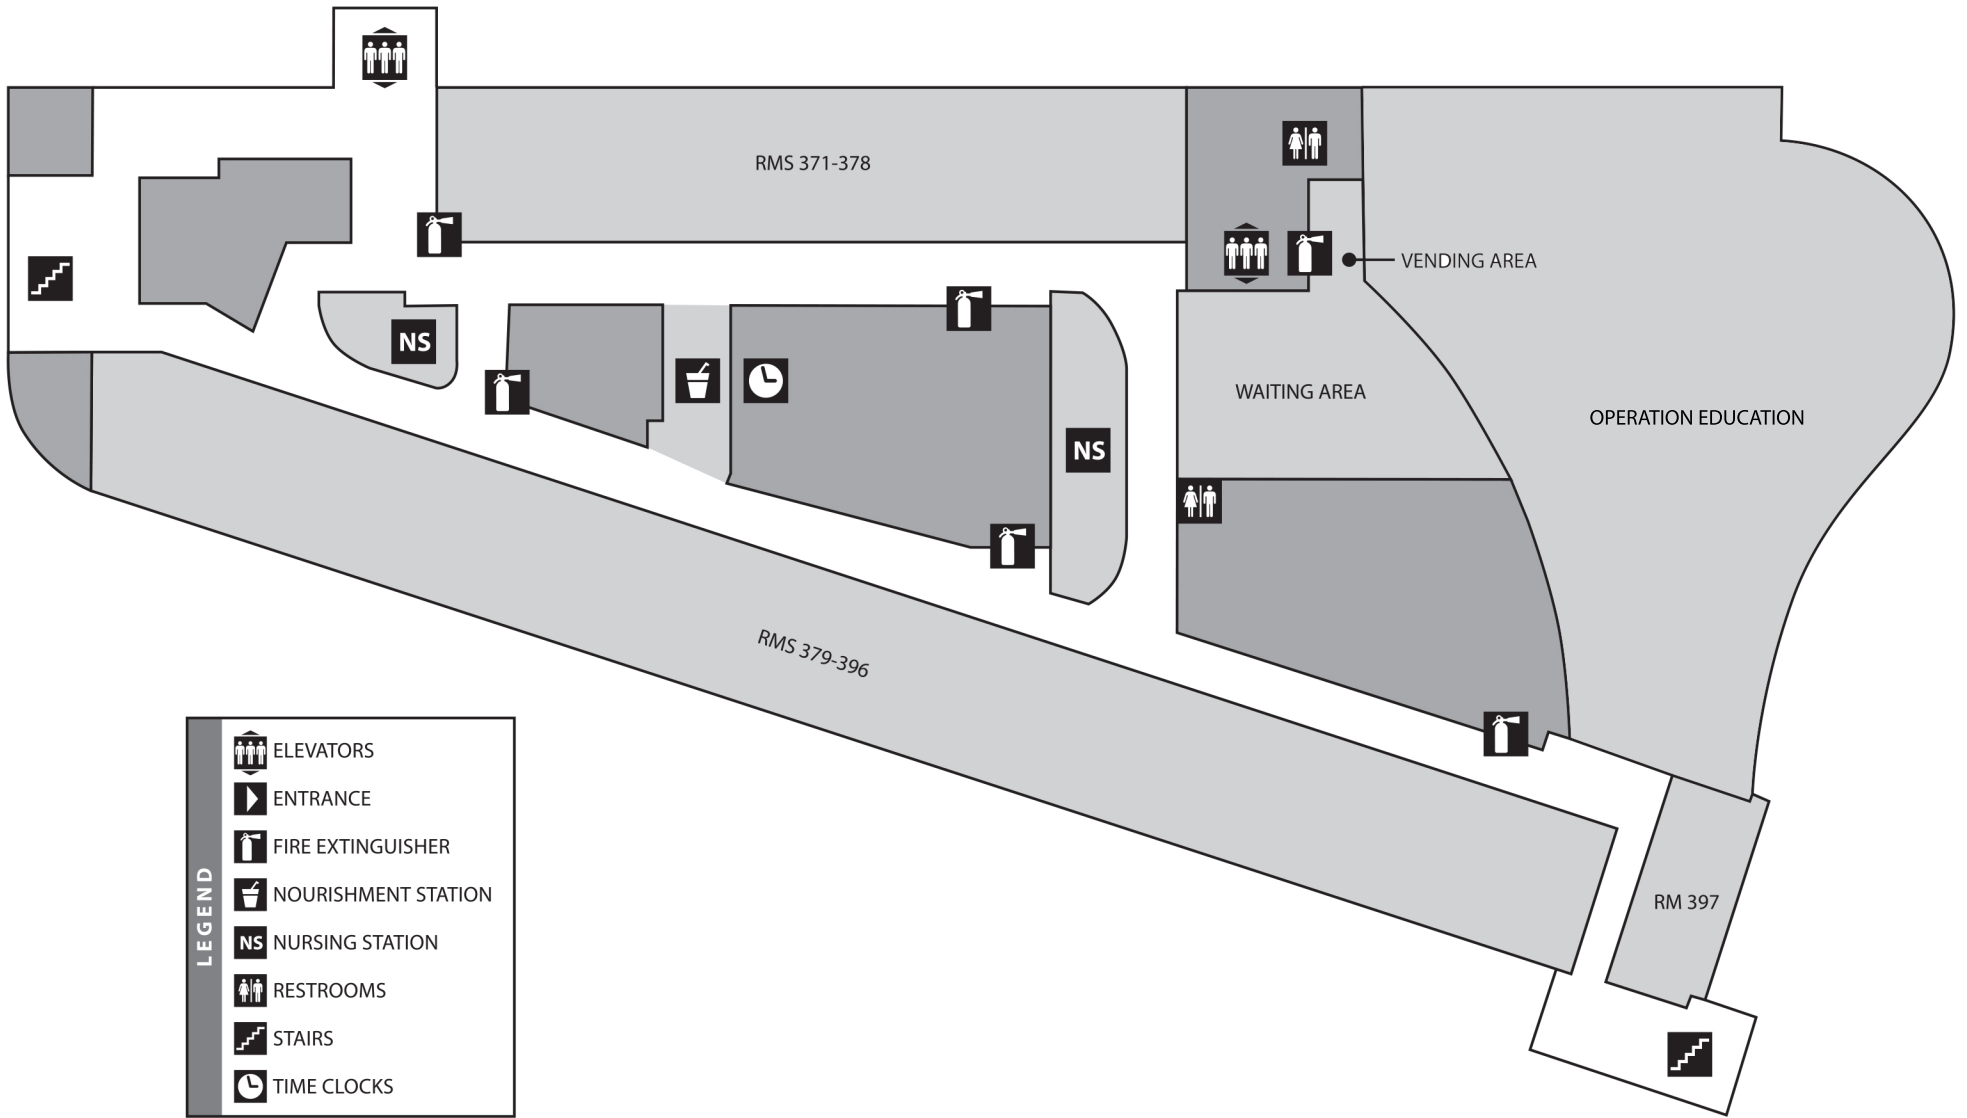 RMS 371-378
VENDING AREA
NS
WAITING AREA
OPERATION EDUCATION
NS
RMS 379-396
RM 397
LEGEND
ELEVATORS
ENTRANCE
FIRE EXTINGUISHER
NOURISHMENT STATION
NS NURSING STATION
RESTROOMS
STAIRS
TIME CLOCKS